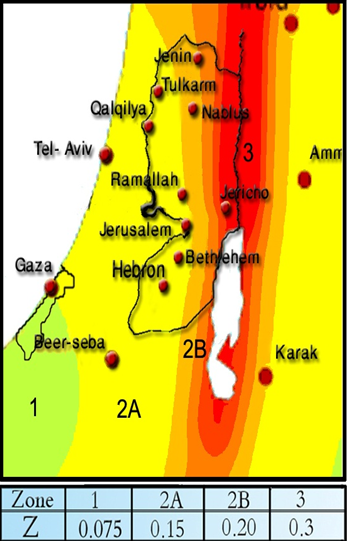 Irbid
Jenin
Tulkarm
Qalqilya
Nablus
Tel- Aviv
3
Amm
Ramallah
Jericho
Jerusalem
Gaza
Hebron
Bethlehem
Beer-seba
2B
Karak
1
2A
Zone 1 2A 2B 3
Z 0.075 0.15 0.20 0.3